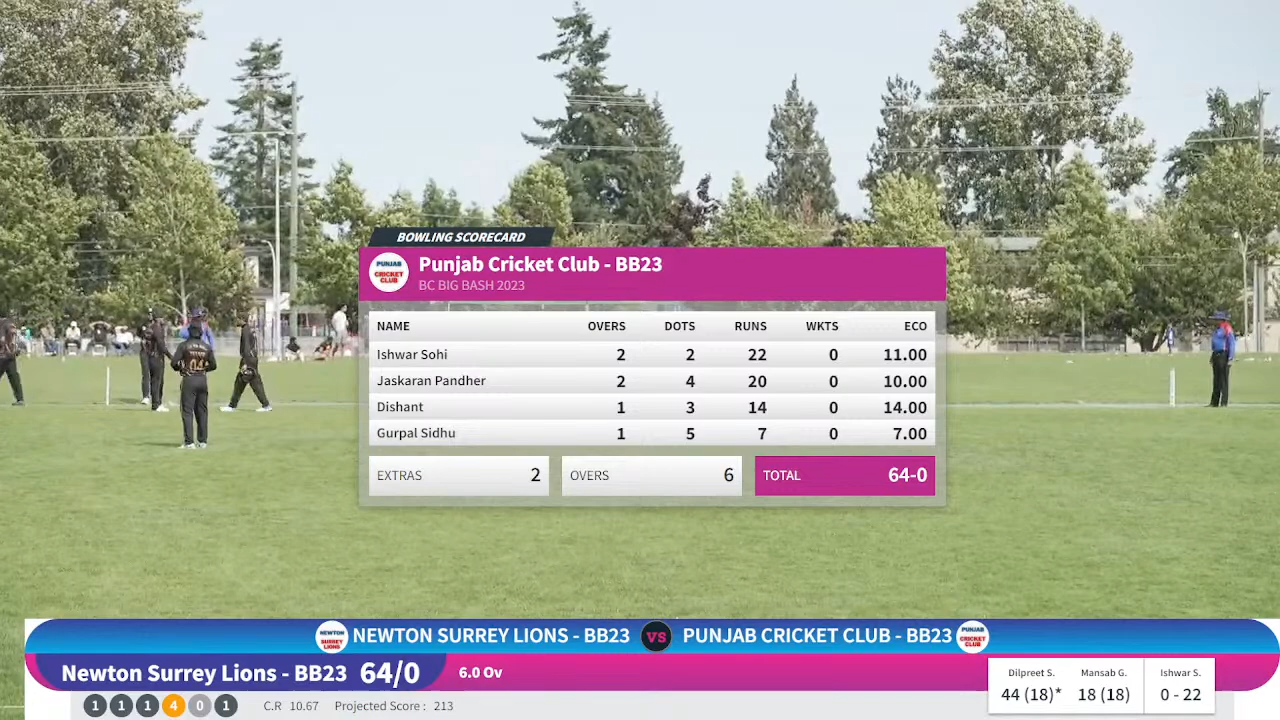 BOWLING SCORECARD
PUNJAB
CRICKET
CLUB
Punjab Cricket Club - BB23
BC BIG BASH 2023
NAME OVERS DOTS RUNS WKTS ECO
Ishwar Sohi 2 2 22 0 11.00
Jaskaran Pandher 2 4 20 0 10.00
Dishant 1 3 14 0 14.00
Gurpal Sidhu 1 5 7 0 7.00
EXTRAS 2 OVERS 6 TOTAL 64-0
NEWTON
SURREY
LIONS
NEWTON SURREY LIONS - BB23 VS PUNJAB CRICKET CLUB - BB23
PUNJAB
CRICKET
CLUB
Newton Surrey Lions - BB23 64/0 6.0 Ov
Dilpreet S. Mansab G. Ishwar S.
44 (18)* 18 (18) 0 - 22
1 1 1 4 0 1 C.R 10.67 Projected Score : 213